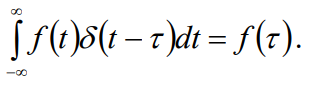 ∫_{-∞}^{∞} f(t)δ(t − τ)dt = f(τ).